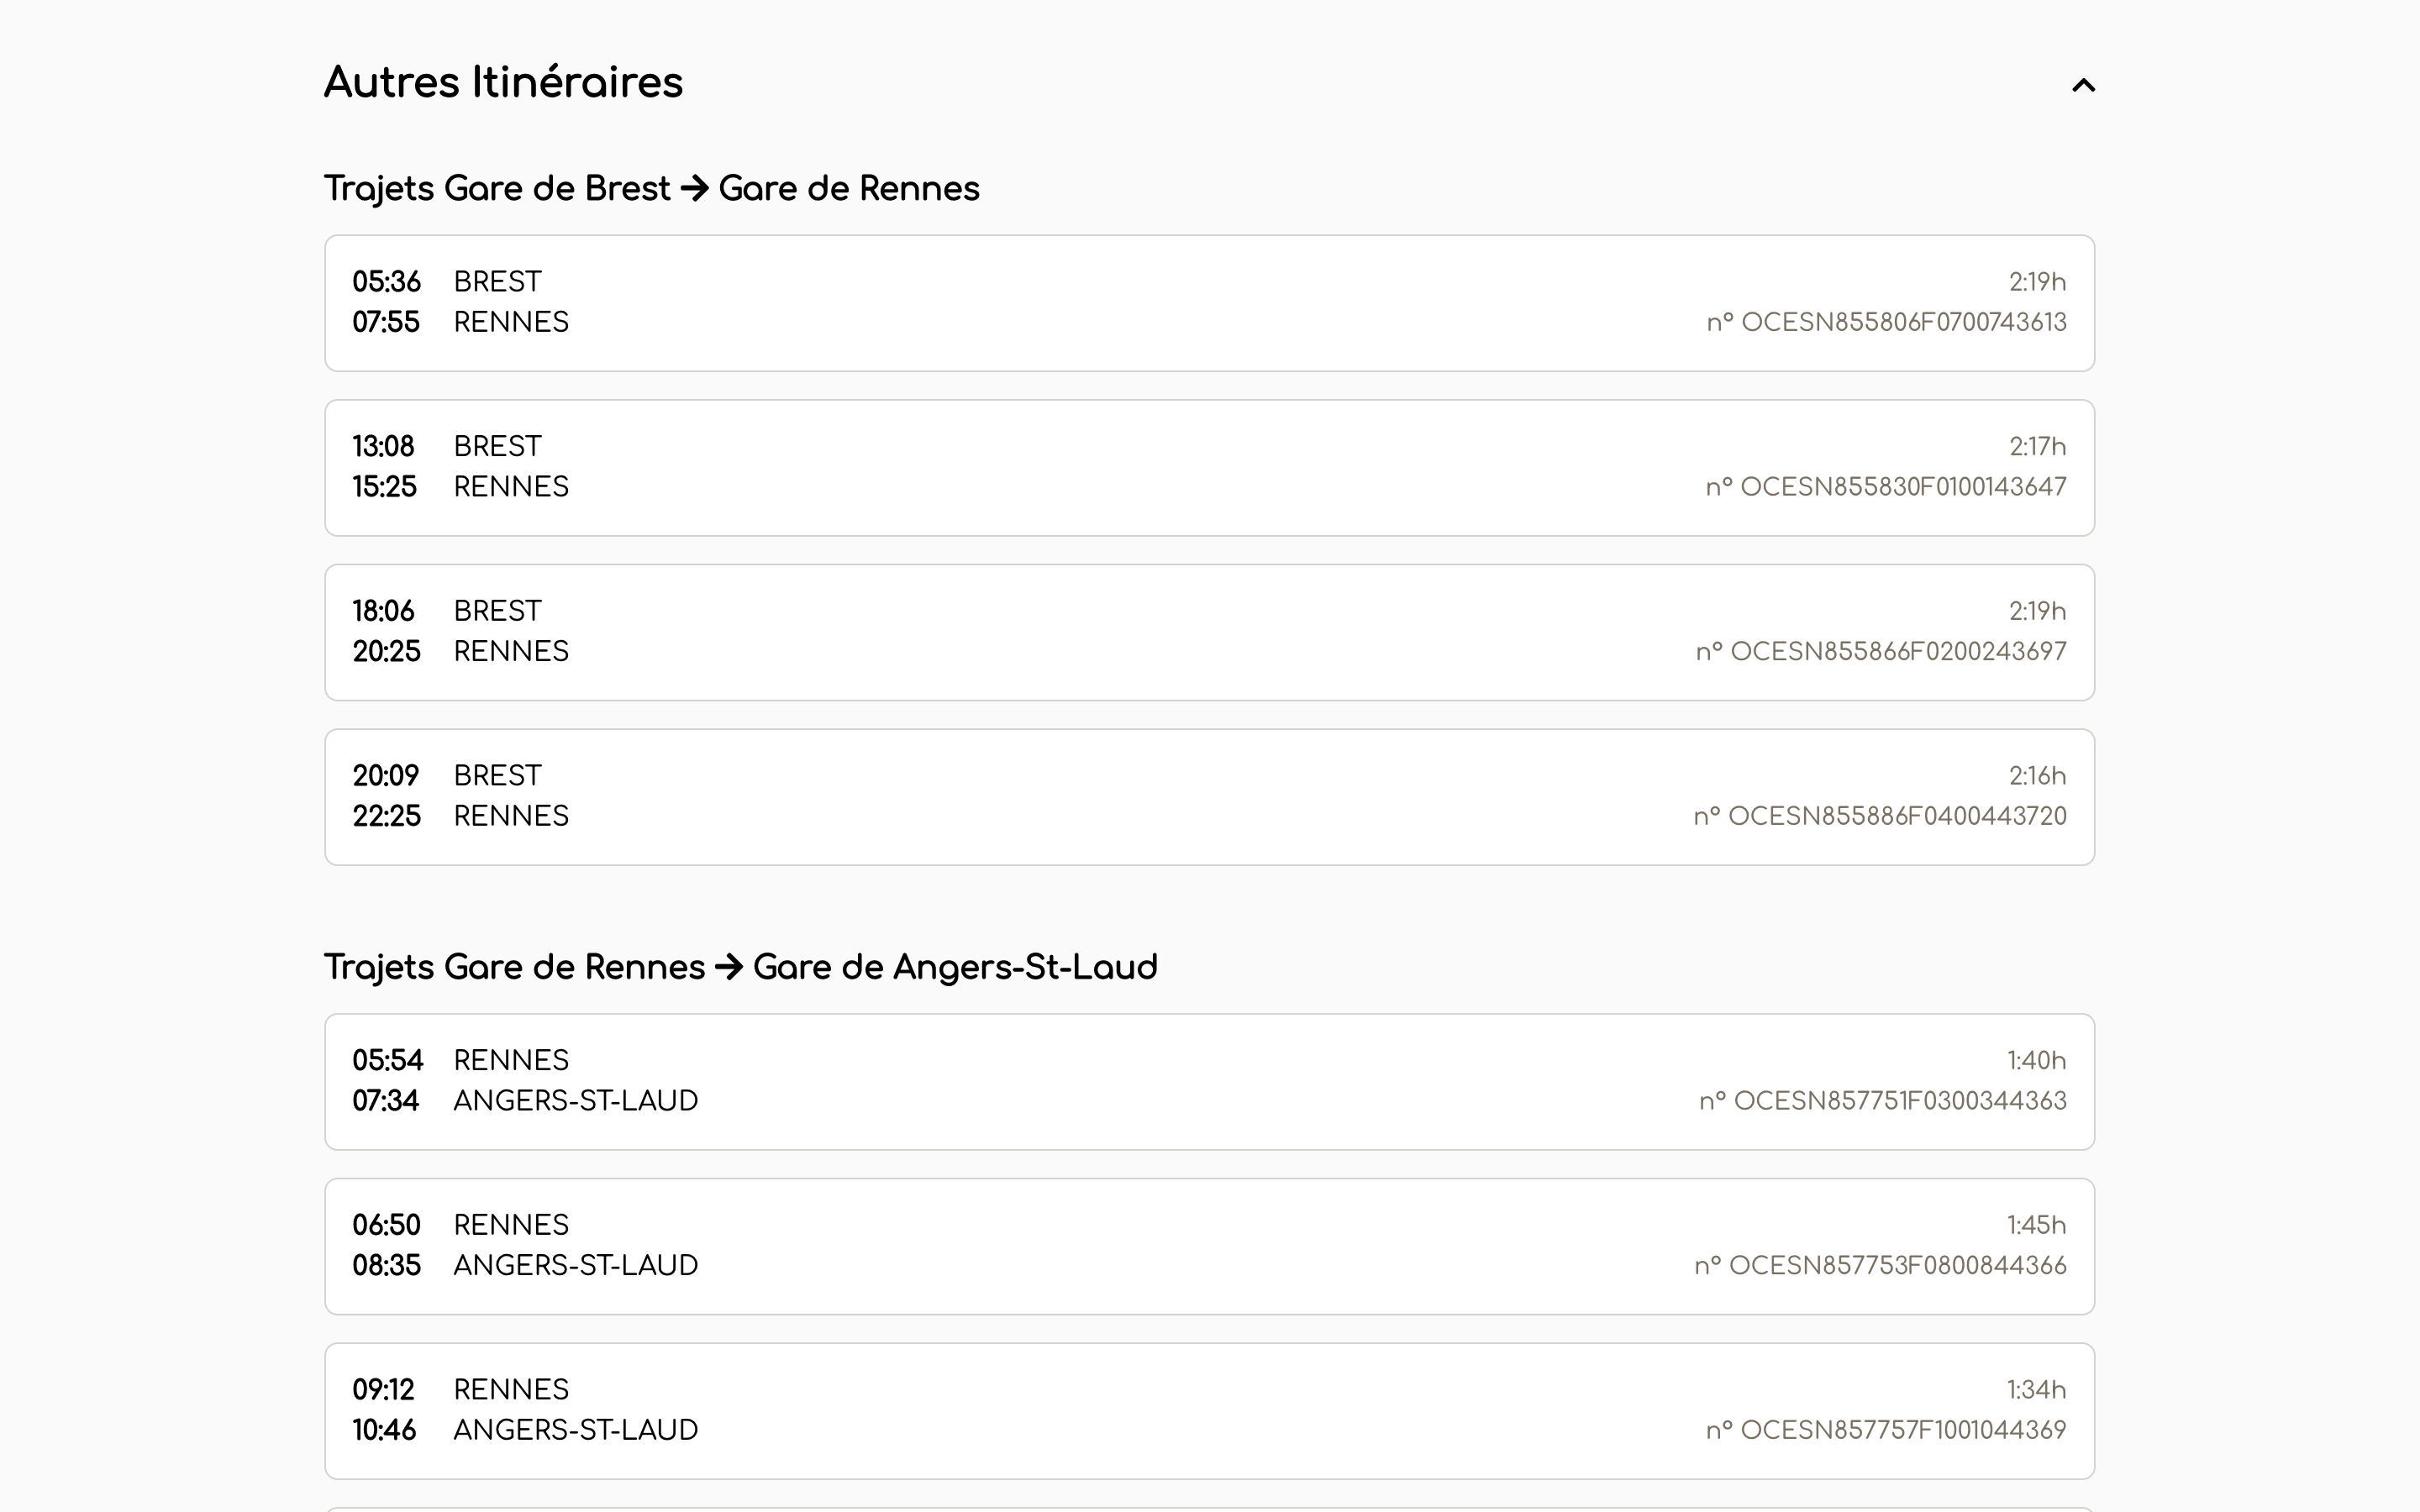 Autres Itinéraires
Trajets Gare de Brest → Gare de Rennes
05:36 BREST 2:19h
07:55 RENNES n° OCESN855806F0700743613
13:08 BREST 2:17h
15:25 RENNES n° OCESN855830F0100143647
18:06 BREST 2:19h
20:25 RENNES n° OCESN855866F0200243697
20:09 BREST 2:16h
22:25 RENNES n° OCESN855886F0400443720
Trajets Gare de Rennes → Gare de Angers-St-Laud
05:54 RENNES 1:40h
07:34 ANGERS-ST-LAUD n° OCESN857751F0300344363
06:50 RENNES 1:45h
08:35 ANGERS-ST-LAUD n° OCESN857753F0800844366
09:12 RENNES 1:34h
10:46 ANGERS-ST-LAUD n° OCESN857757F1001044369